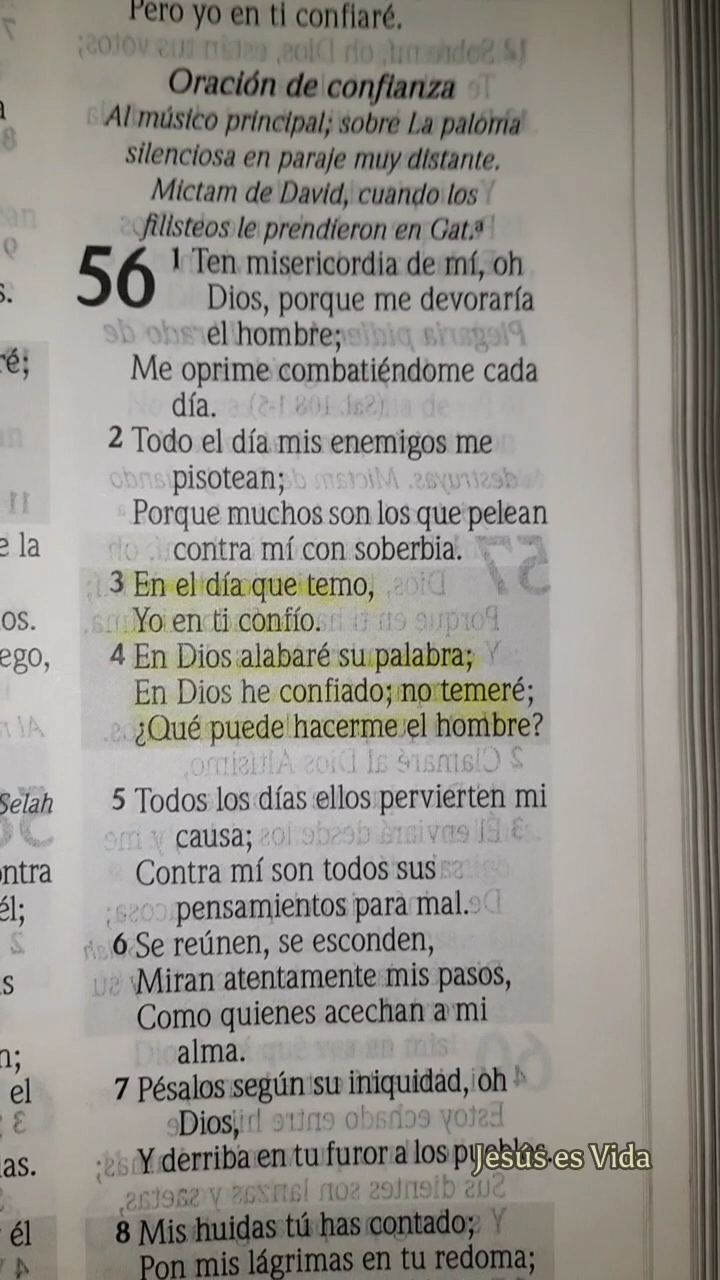 Pero yo en ti confiaré.
Oración de confianza
Al músico principal; sobre La paloma
silenciosa en paraje muy distante.
Mictam de David, cuando los
filisteos le prendieron en Gat.ª
56 1 Ten misericordia de mí, oh
Dios, porque me devoraría
el hombre;
Me oprime combatiéndome cada
día.
2 Todo el día mis enemigos me
pisotean;
Porque muchos son los que pelean
contra mí con soberbia.
3 En el día que temo,
Yo en ti confío.
4 En Dios alabaré su palabra;
En Dios he confiado; no temeré;
¿Qué puede hacerme el hombre?
5 Todos los días ellos pervierten mi
causa;
Contra mí son todos sus
pensamientos para mal.
6 Se reúnen, se esconden,
Miran atentamente mis pasos,
Como quienes acechan a mi
alma.
7 Pésalos según su iniquidad, oh
Dios,
Y derriba en tu furor a los pueblos.
Jesús es Vida
8 Mis huidas tú has contado;
Pon mis lágrimas en tu redoma;